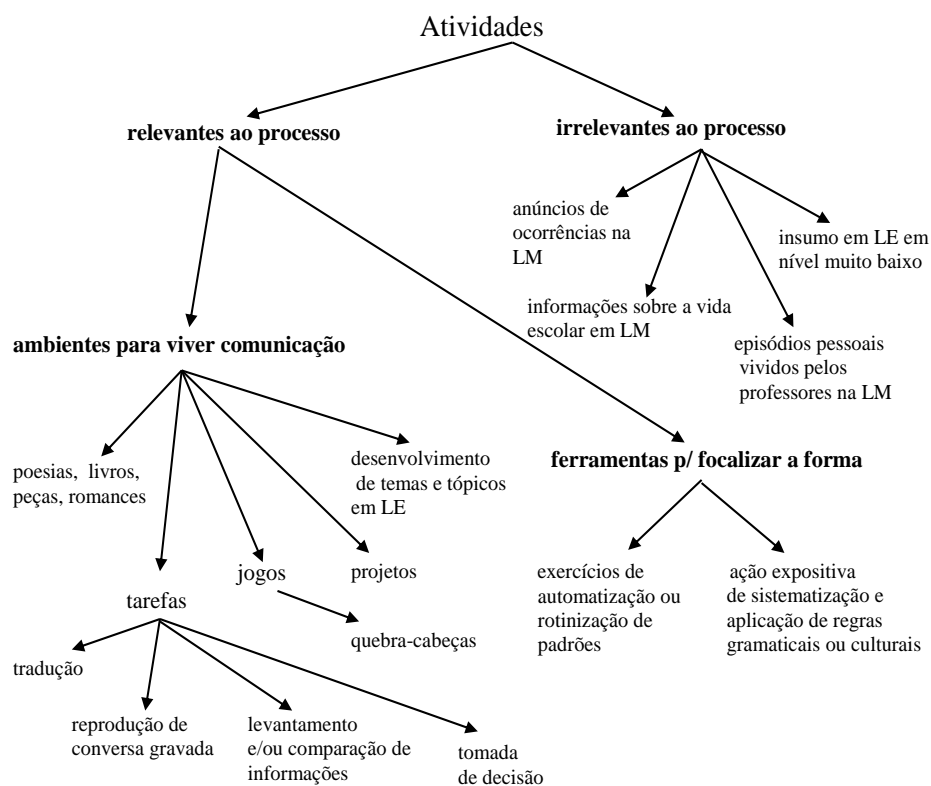 Atividades
relevantes ao processo
irrelevantes ao processo
anúncios de
ocorrências na
LM
insumo em LE em
nível muito baixo
informações sobre a vida
escolar em LM
episódios pessoais
vividos pelos
professores na LM
ambientes para viver comunicação
poesias, livros,
peças, romances
desenvolvimento
de temas e tópicos
em LE
ferramentas p/ focalizar a forma
jogos
projetos
tarefas
quebra-cabeças
exercícios de
automatização ou
rotinização de
padrões
ação expositiva
de sistematização e
aplicação de regras
gramaticais ou culturais
tradução
reprodução de
conversa gravada
levantamento
e/ou comparação de
informações
tomada
de decisão